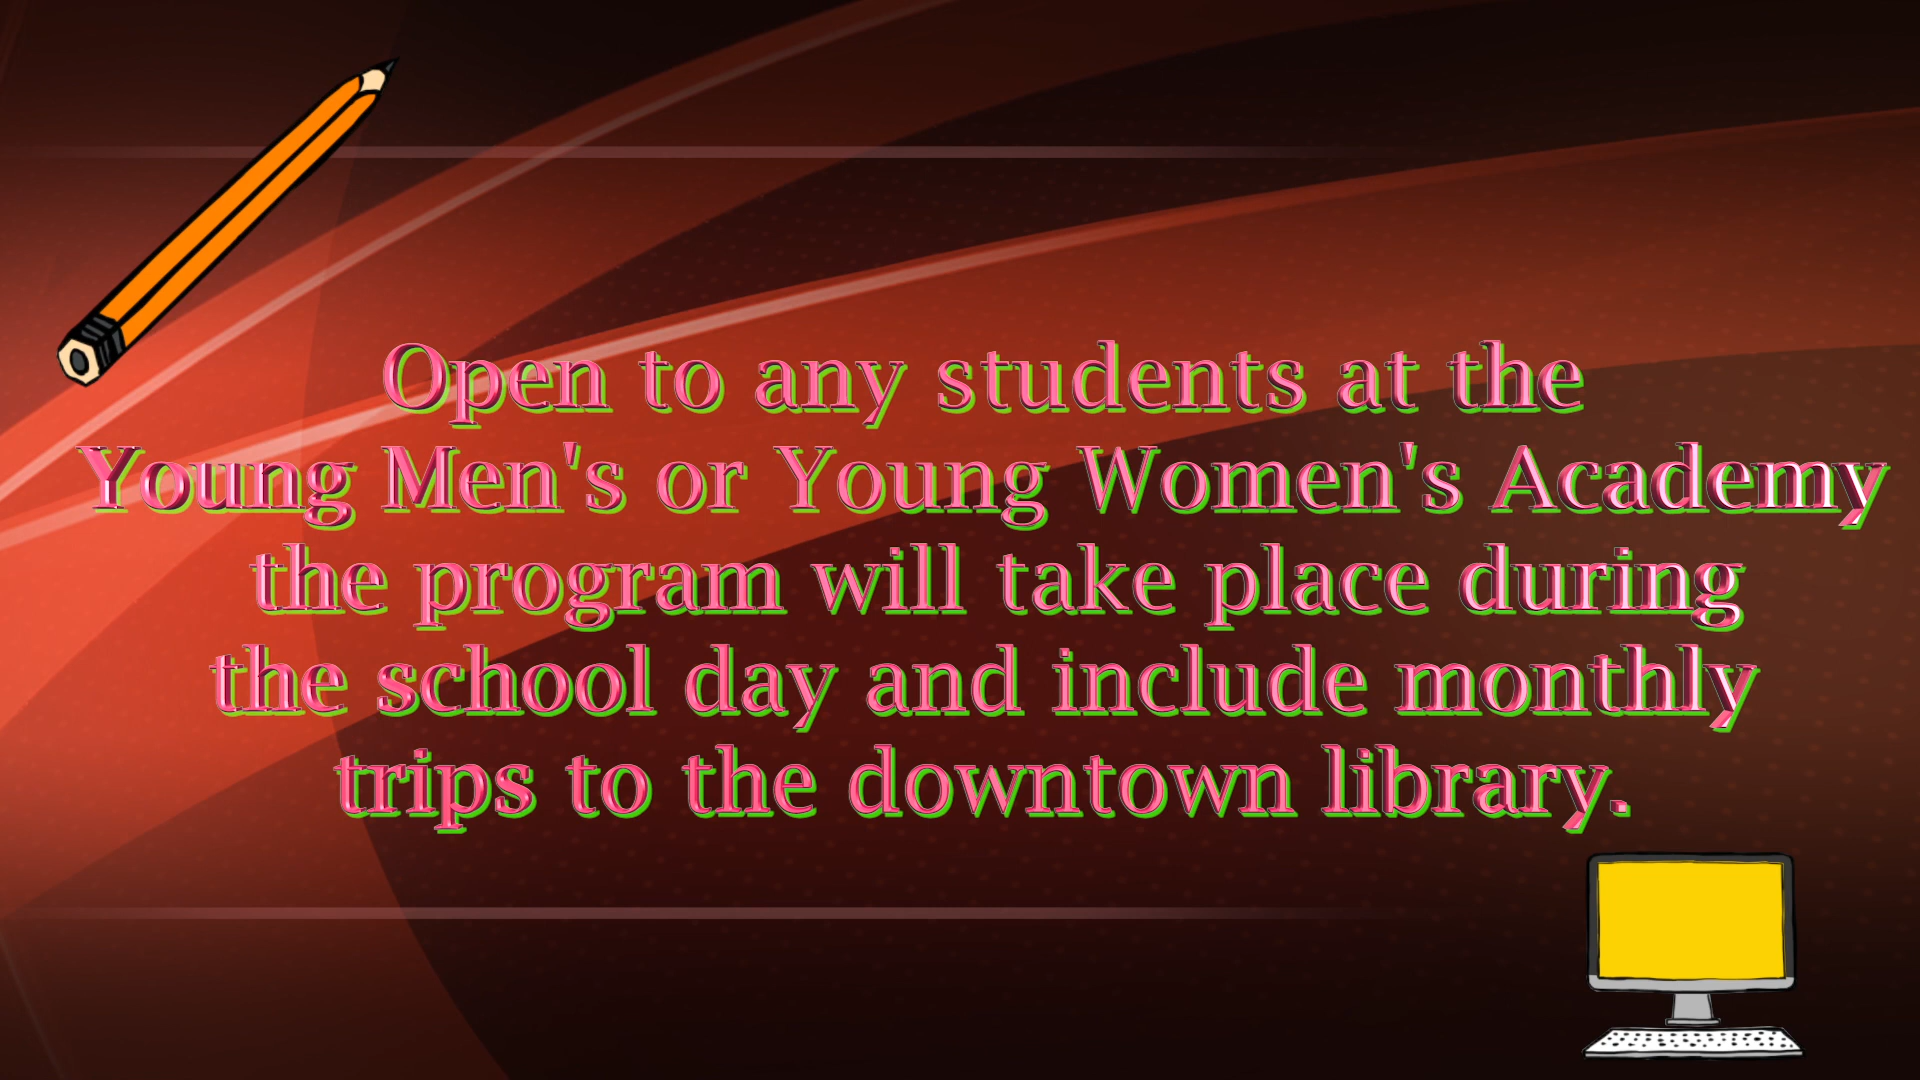 Open to any students at the
Young Men's or Young Women's Academy
the program will take place during
the school day and include monthly
trips to the downtown library.